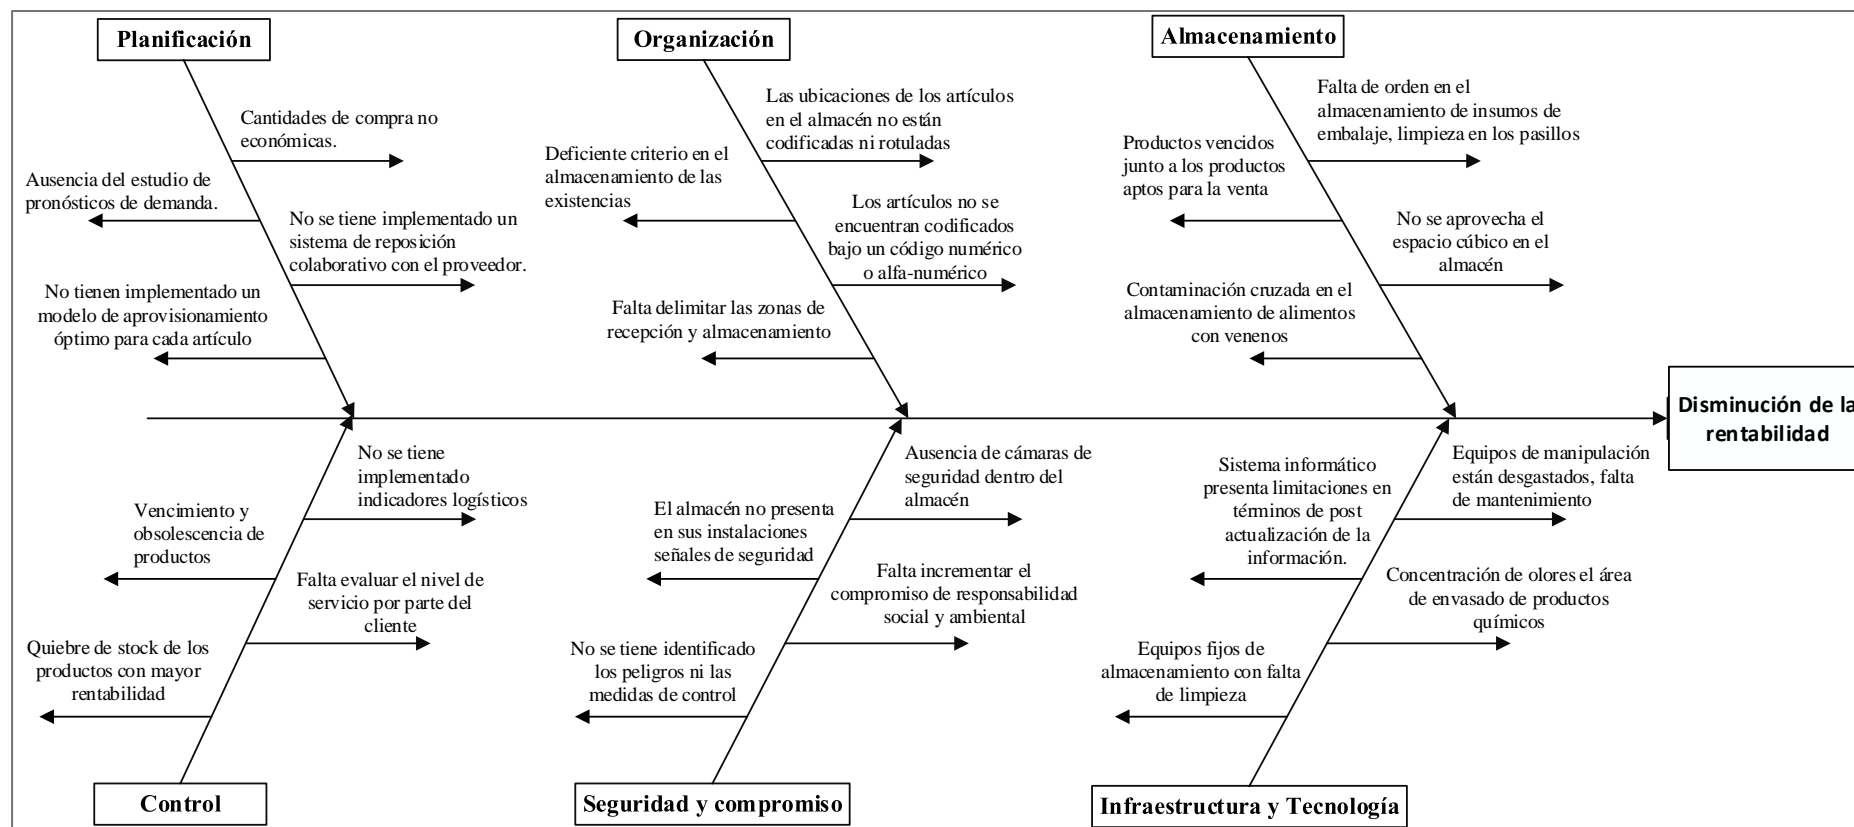 Planificación
Organización
Almacenamiento
Cantidades de compra no
económicas.
Ausencia del estudio de
pronósticos de demanda.
No se tiene implementado un
sistema de reposición
colaborativo con el proveedor.
No tienen implementado un
modelo de aprovisionamiento
óptimo para cada artículo
Las ubicaciones de los artículos
en el almacén no están
codificadas ni rotuladas
Deficiente criterio en el
almacenamiento de las
existencias
Los artículos no se
encuentran codificados
bajo un código numérico
o alfa-numérico
Falta delimitar las zonas de
recepción y almacenamiento
Falta de orden en el
almacenamiento de insumos de
embalaje, limpieza en los pasillos
Productos vencidos
junto a los productos
aptos para la venta
No se aprovecha el
espacio cúbico en el
almacén
Contaminación cruzada en el
almacenamiento de alimentos
con venenos
Disminución de la
rentabilidad
No se tiene
implementado
indicadores logísticos
Vencimiento y
obsolescencia de
productos
Falta evaluar el nivel de
servicio por parte del
cliente
Quiebre de stock de los
productos con mayor
rentabilidad
Ausencia de cámaras de
seguridad dentro del
almacén
El almacén no presenta
en sus instalaciones
señales de seguridad
Falta incrementar el
compromiso de responsabilidad
social y ambiental
No se tiene identificado
los peligros ni las
medidas de control
Equipos de manipulación
están desgastados, falta
de mantenimiento
Sistema informático
presenta limitaciones en
términos de post
actualización de la
información.
Concentración de olores el área
de envasado de productos
químicos
Equipos fijos de
almacenamiento con falta
de limpieza
Control
Seguridad y compromiso
Infraestructura y Tecnología